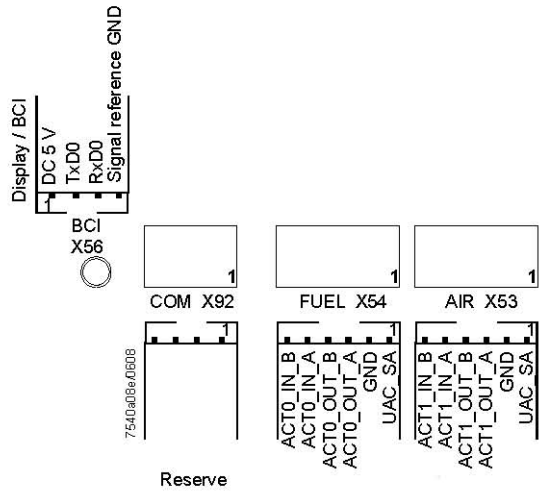 Display / BCI
DC 5 V
TxD0
RxD0
Signal reference GND
1
BCI
X56
1
COM X92
1
FUEL X54
1
AIR X53
1
1
1
7540a08e/0608
ACT0_IN_B
ACT0_IN_A
ACT0_OUT_B
ACT0_OUT_A
GND
UAC_SA
ACT1_IN_B
ACT1_IN_A
ACT1_OUT_B
ACT1_OUT_A
GND
UAC_SA
Reserve